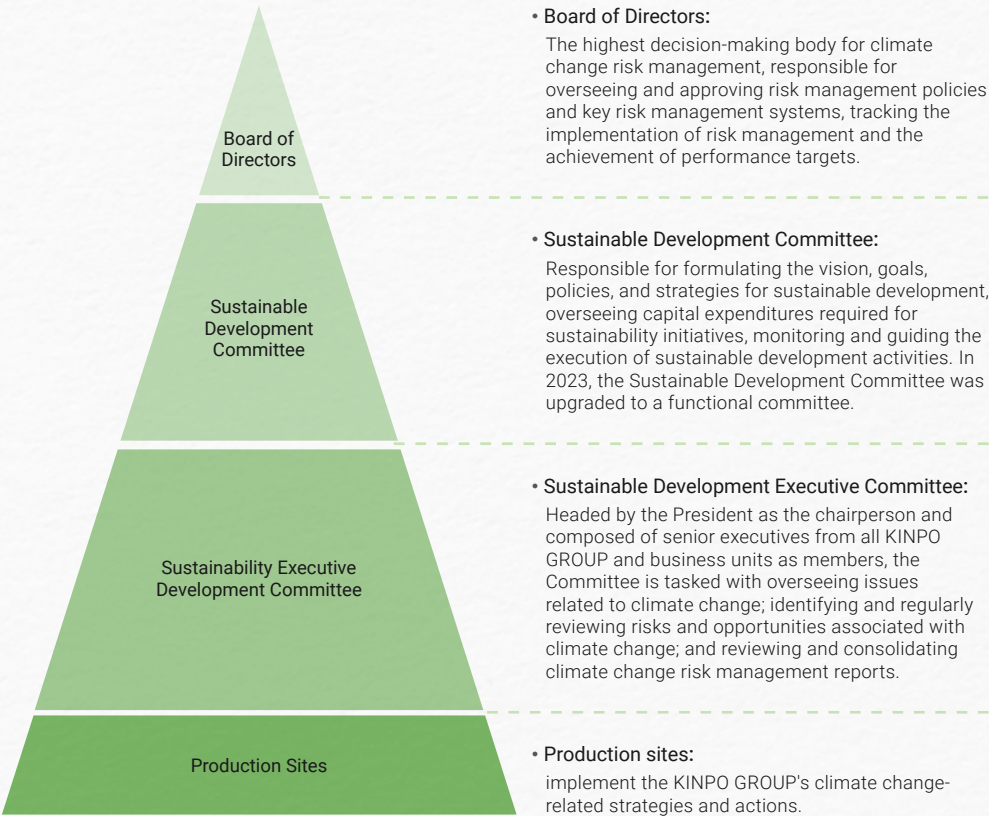 Board of
Directors
• Board of Directors:
The highest decision-making body for climate
change risk management, responsible for
overseeing and approving risk management policies
and key risk management systems, tracking the
implementation of risk management and the
achievement of performance targets.
Sustainable
Development
Committee
• Sustainable Development Committee:
Responsible for formulating the vision, goals,
policies, and strategies for sustainable development,
overseeing capital expenditures required for
sustainability initiatives, monitoring and guiding the
execution of sustainable development activities. In
2023, the Sustainable Development Committee was
upgraded to a functional committee.
Sustainability Executive
Development Committee
• Sustainable Development Executive Committee:
Headed by the President as the chairperson and
composed of senior executives from all KINPO
GROUP and business units as members, the
Committee is tasked with overseeing issues
related to climate change; identifying and regularly
reviewing risks and opportunities associated with
climate change; and reviewing and consolidating
climate change risk management reports.
Production Sites
• Production sites:
implement the KINPO GROUP's climate change-
related strategies and actions.